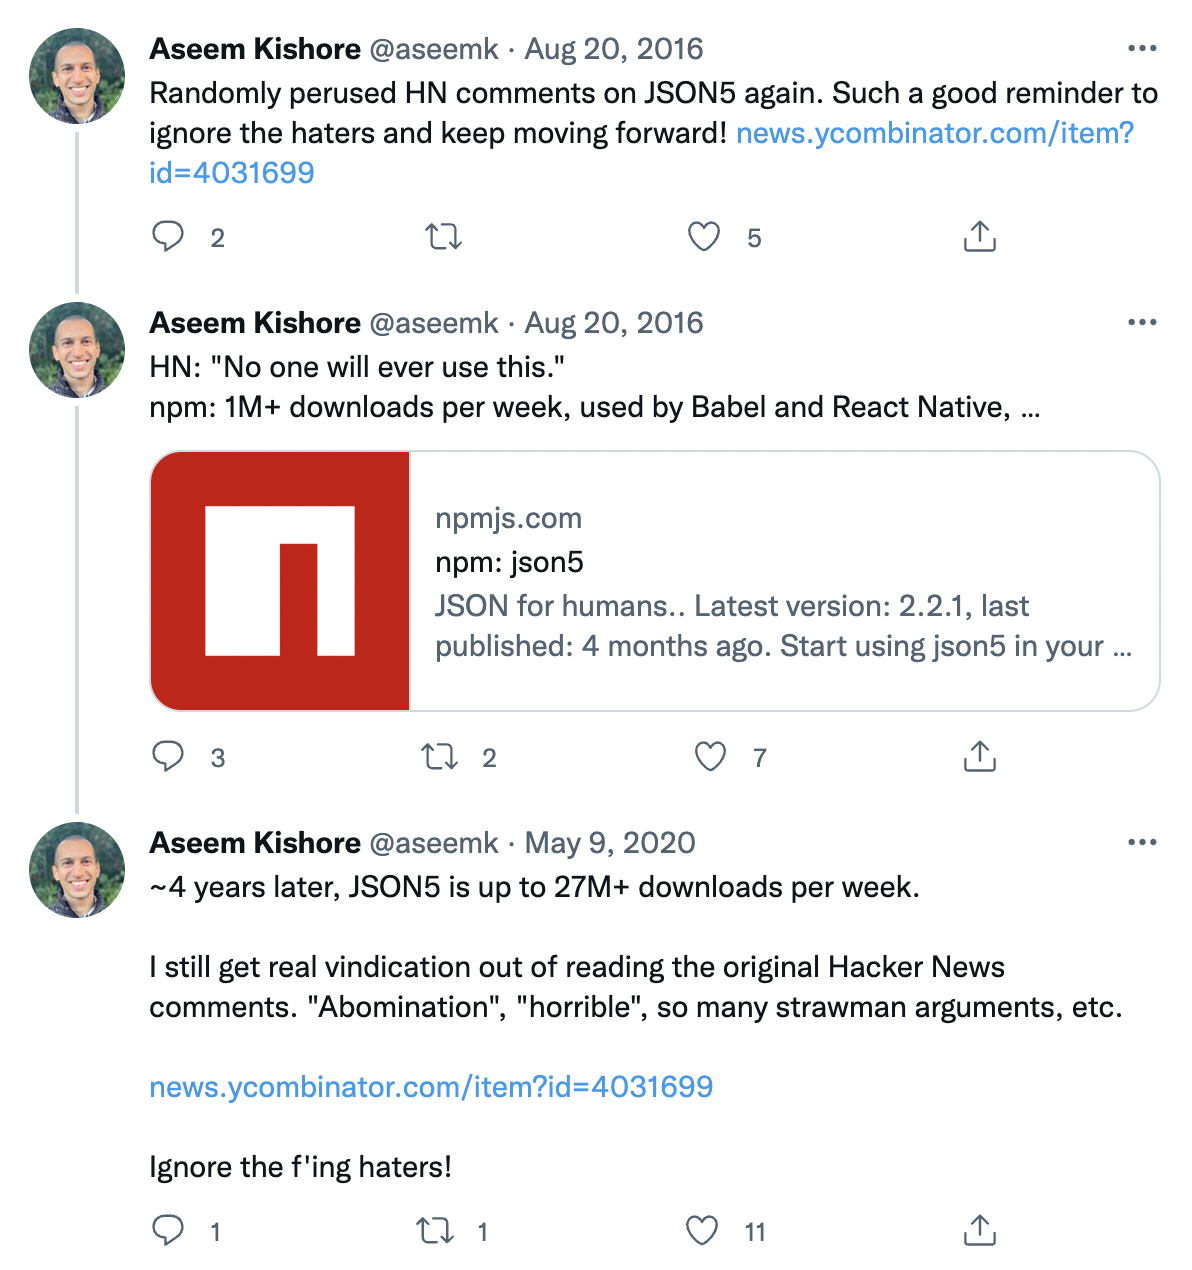 Aseem Kishore @aseemk · Aug 20, 2016
Randomly perused HN comments on JSON5 again. Such a good reminder to
ignore the haters and keep moving forward! news.ycombinator.com/item?
id=4031699
2 5
Aseem Kishore @aseemk · Aug 20, 2016
HN: "No one will ever use this."
npm: 1M+ downloads per week, used by Babel and React Native, ...
npmjs.com
npm: json5
JSON for humans.. Latest version: 2.2.1, last
published: 4 months ago. Start using json5 in your ...
3 2 7
Aseem Kishore @aseemk · May 9, 2020
~4 years later, JSON5 is up to 27M+ downloads per week.
I still get real vindication out of reading the original Hacker News
comments. "Abomination", "horrible", so many strawman arguments, etc.
news.ycombinator.com/item?id=4031699
Ignore the f'ing haters!
1 1 11